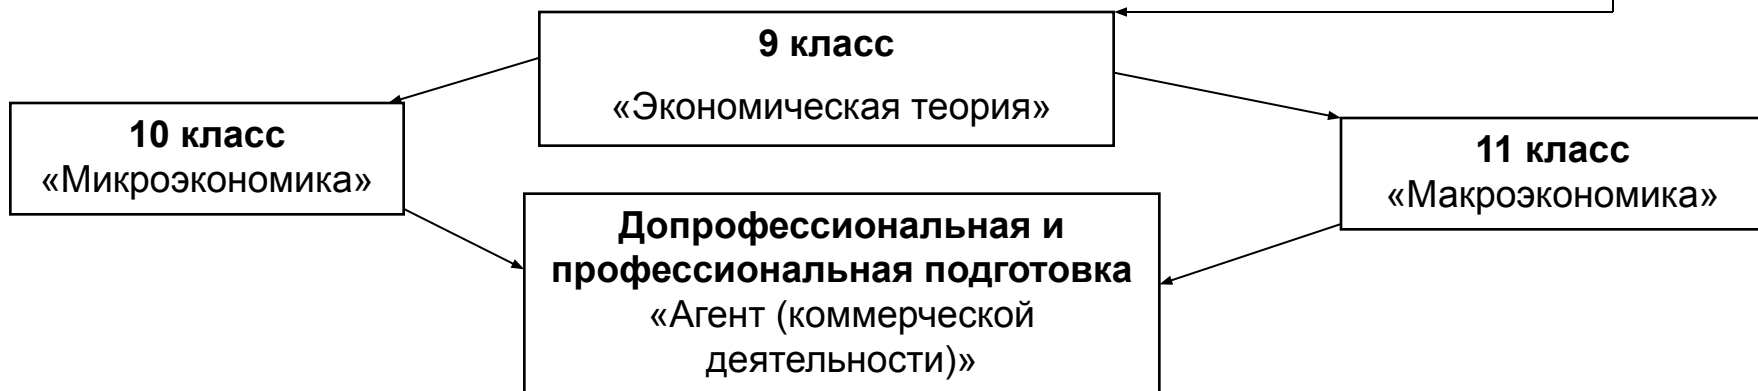 9 класс
«Экономическая теория»
10 класс
«Микроэкономика»
11 класс
«Макроэкономика»
Допрофессиональная и
профессиональная подготовка
«Агент (коммерческой
деятельности)»